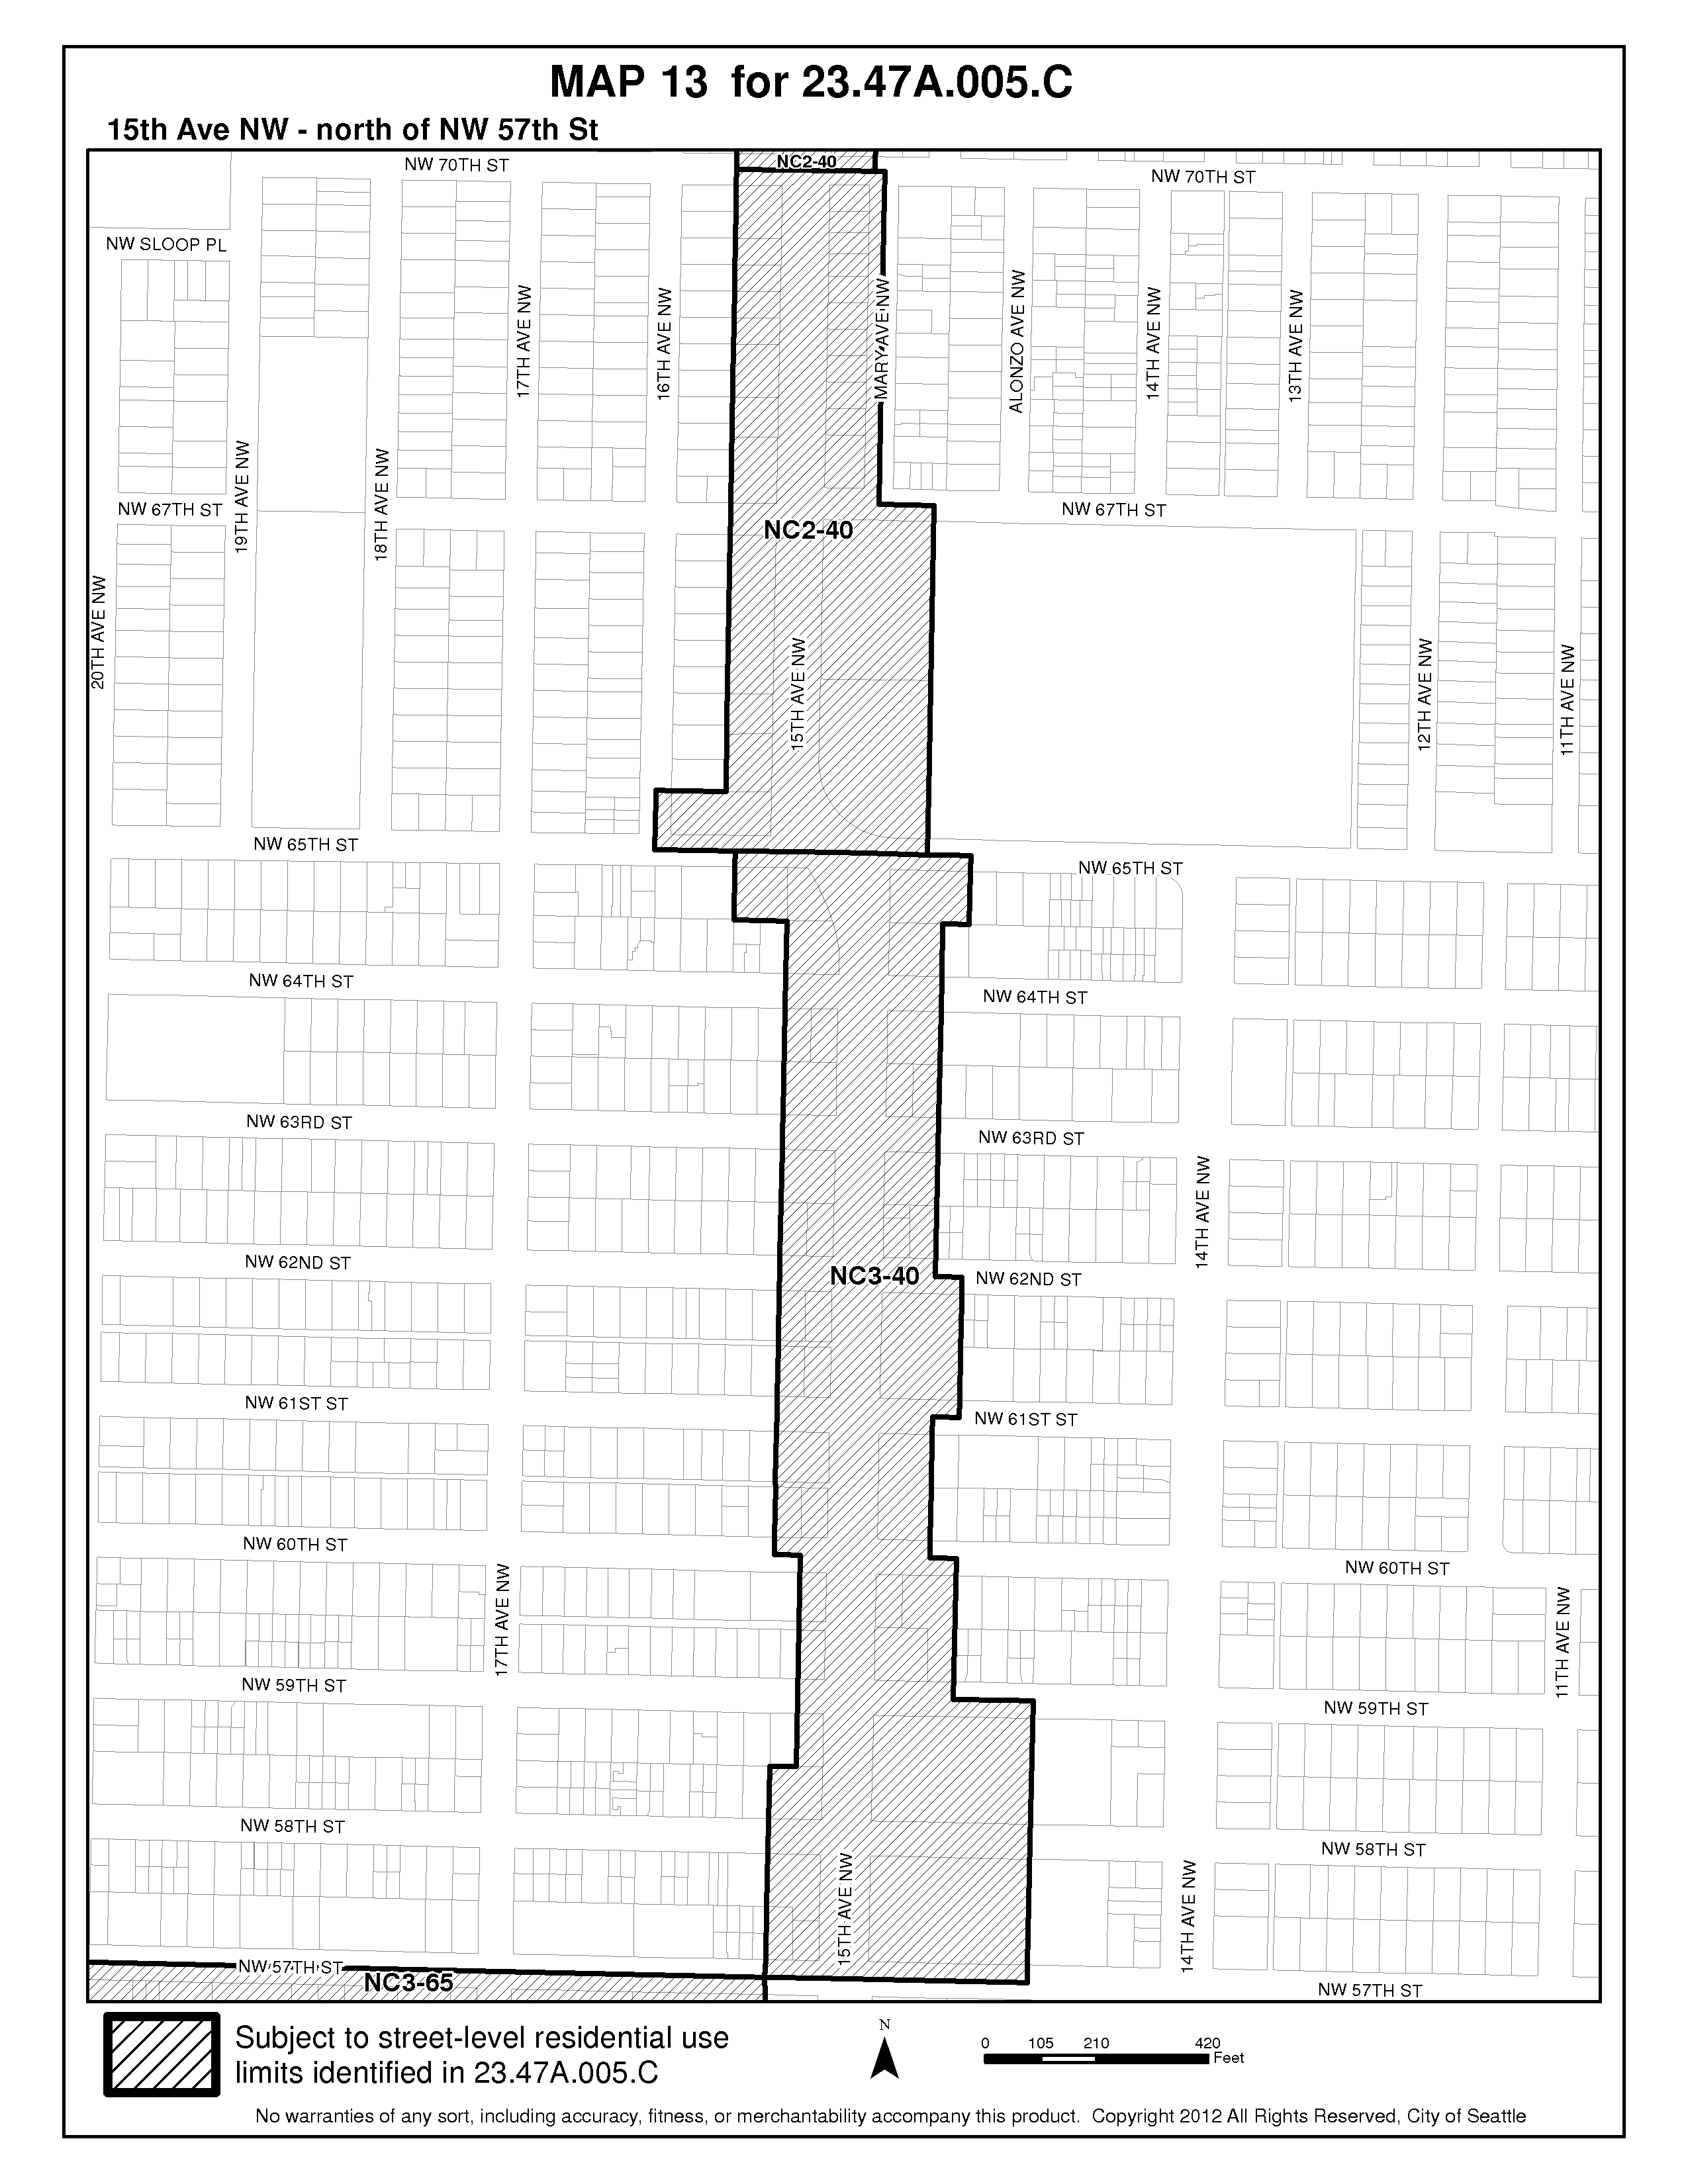 MAP 13 for 23.47A.005.C
15th Ave NW - north of NW 57th St
NC2-40
NW 70TH ST
NW 70TH ST
NW SLOOP PL
17TH AVE NW
16TH AVE NW
MARY AVE NW
ALONZO AVE NW
14TH AVE NW
13TH AVE NW
19TH AVE NW
18TH AVE NW
NW 67TH ST
NW 67TH ST
NC2-40
20TH AVE NW
15TH AVE NW
12TH AVE NW
11TH AVE NW
NW 65TH ST
NW 65TH ST
NW 64TH ST
NW 64TH ST
NW 63RD ST
NW 63RD ST
14TH AVE NW
NW 62ND ST
NC3-40
NW 62ND ST
NW 61ST ST
NW 61ST ST
NW 60TH ST
NW 60TH ST
17TH AVE NW
11TH AVE NW
NW 59TH ST
NW 59TH ST
NW 58TH ST
NW 58TH ST
15TH AVE NW
14TH AVE NW
NW 57TH ST
NC3-65
NW 57TH ST
Subject to street-level residential use
limits identified in 23.47A.005.C
N
0 105 210 420
Feet
No warranties of any sort, including accuracy, fitness, or merchantability accompany this product. Copyright 2012 All Rights Reserved, City of Seattle